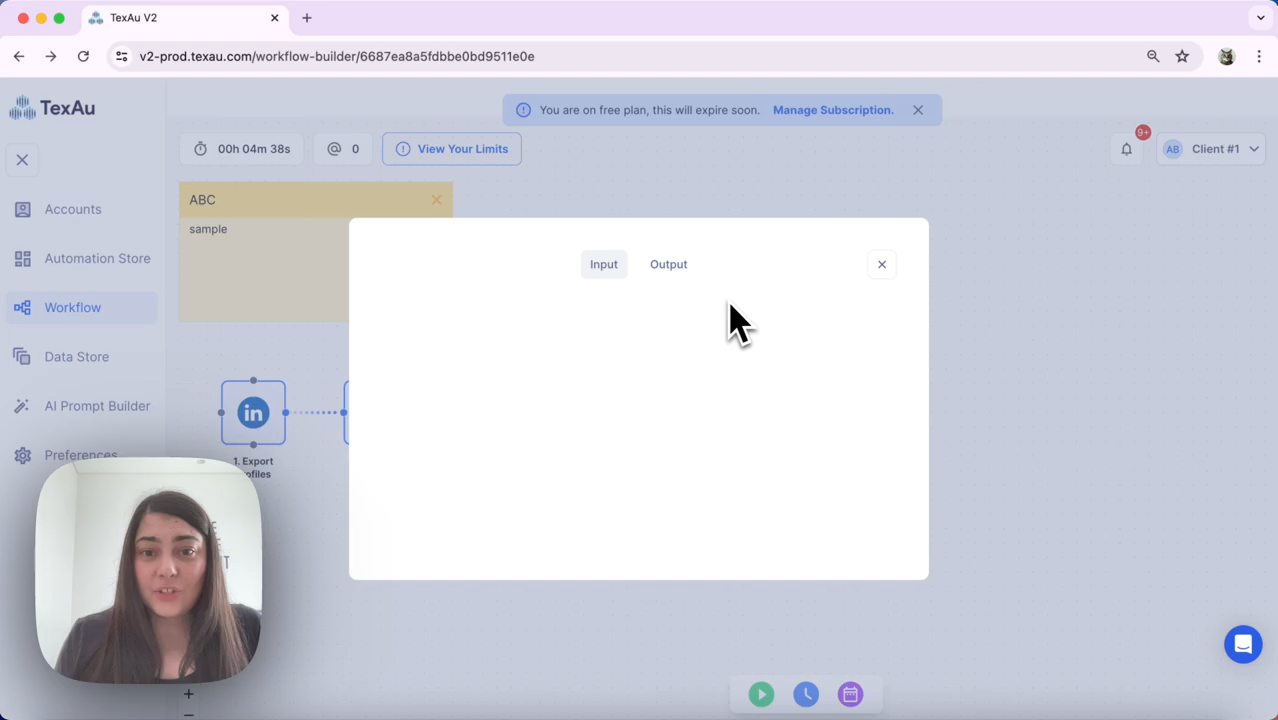 TexAu V2
v2-prod.texau.com/workflow-builder/6687ea8a5fdbbe0bd9511e0e
TexAu
You are on free plan, this will expire soon. Manage Subscription.
00h 04m 38s
0
View Your Limits
9+
AB
Client #1
Accounts
Automation Store
Workflow
Data Store
AI Prompt Builder
Preferences
ABC
sample
Input
Output
in
1. Export